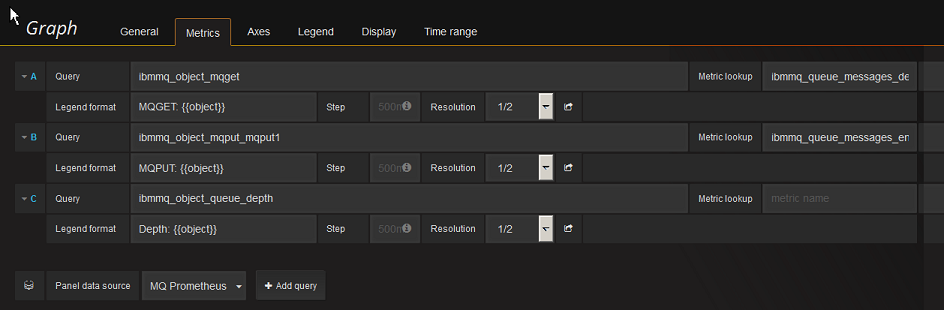 Graph General Metrics Axes Legend Display Time range
A Query ibmmq_object_mqget Metric lookup ibmmq_queue_messages_de
Legend format MQGET: {{object}} Step 500m Resolution 1/2
B Query ibmmq_object_mqput_mqput1 Metric lookup ibmmq_queue_messages_en
Legend format MQPUT: {{object}} Step 500m Resolution 1/2
C Query ibmmq_object_queue_depth Metric lookup metric name
Legend format Depth: {{object}} Step 500m Resolution 1/2
Panel data source MQ Prometheus Add query